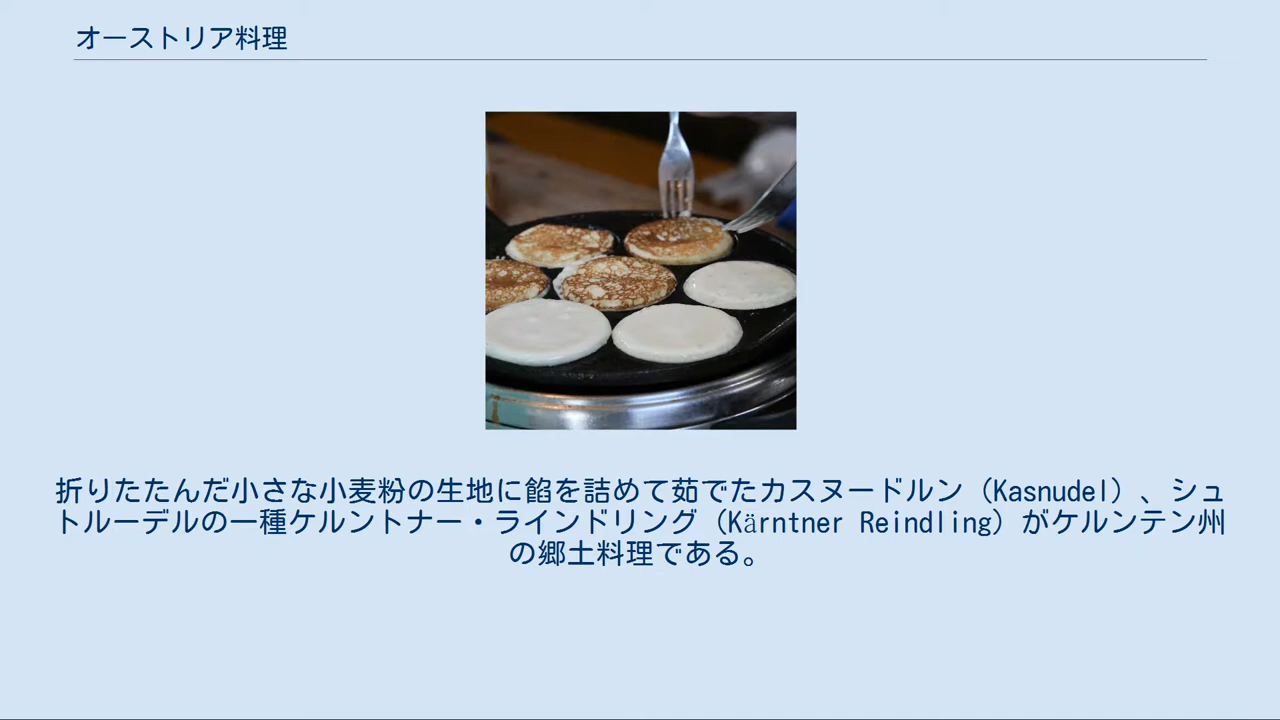 オーストリア料理
折りたたんだ小さな小麦粉の生地に餡を詰めて茹でたカスヌードルン（Kasnudel）、シュ
トルーデルの一種ケルントナー・ラインドリング（Kärntner Reindling）がケルンテン州
の郷土料理である。